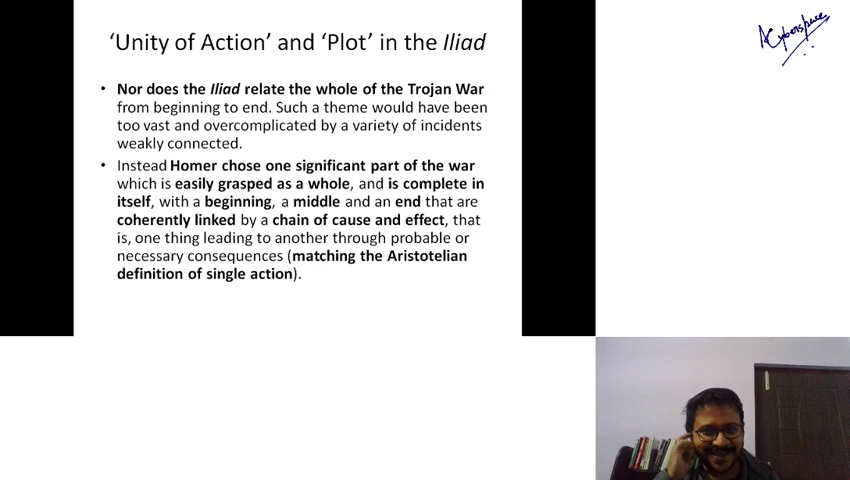 'Unity of Action' and 'Plot' in the Iliad
• Nor does the Iliad relate the whole of the Trojan War
from beginning to end. Such a theme would have been
too vast and overcomplicated by a variety of incidents
weakly connected.
• Instead Homer chose one significant part of the war
which is easily grasped as a whole, and is complete in
itself, with a beginning, a middle and an end that are
coherently linked by a chain of cause and effect, that
is, one thing leading to another through probable or
necessary consequences (matching the Aristotelian
definition of single action).
Cyberspace